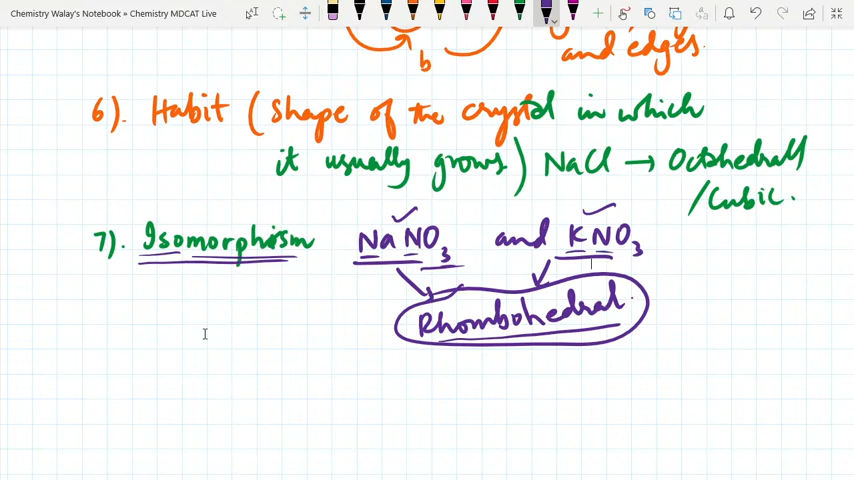 Chemistry Walay's Notebook » Chemistry MDCAT Live
b
and edges.
6). Habit (shape of the crystal in which
it usually grows) NaCl → Octahedral
/Cubic.
7). Isomorphism NaNO3 and KNO3
Rhombohedral.